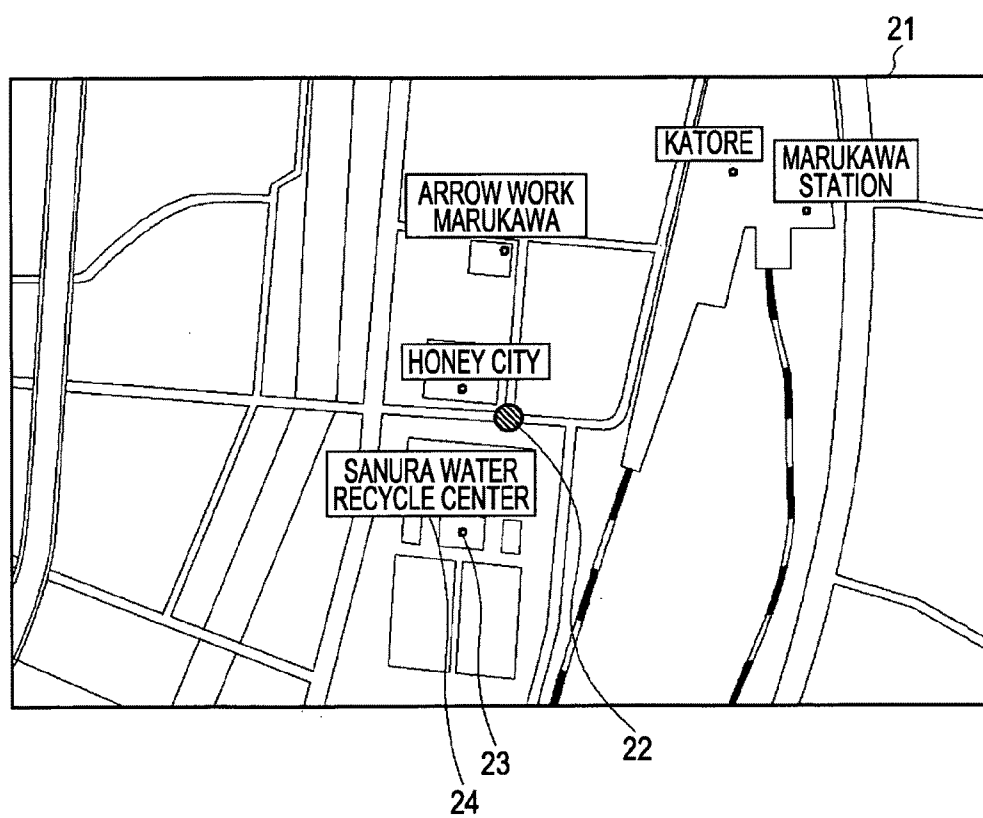 21
KATORE
MARUKAWA
STATION
ARROW WORK
MARUKAWA
HONEY CITY
SANURA WATER
RECYCLE CENTER
22
23
24